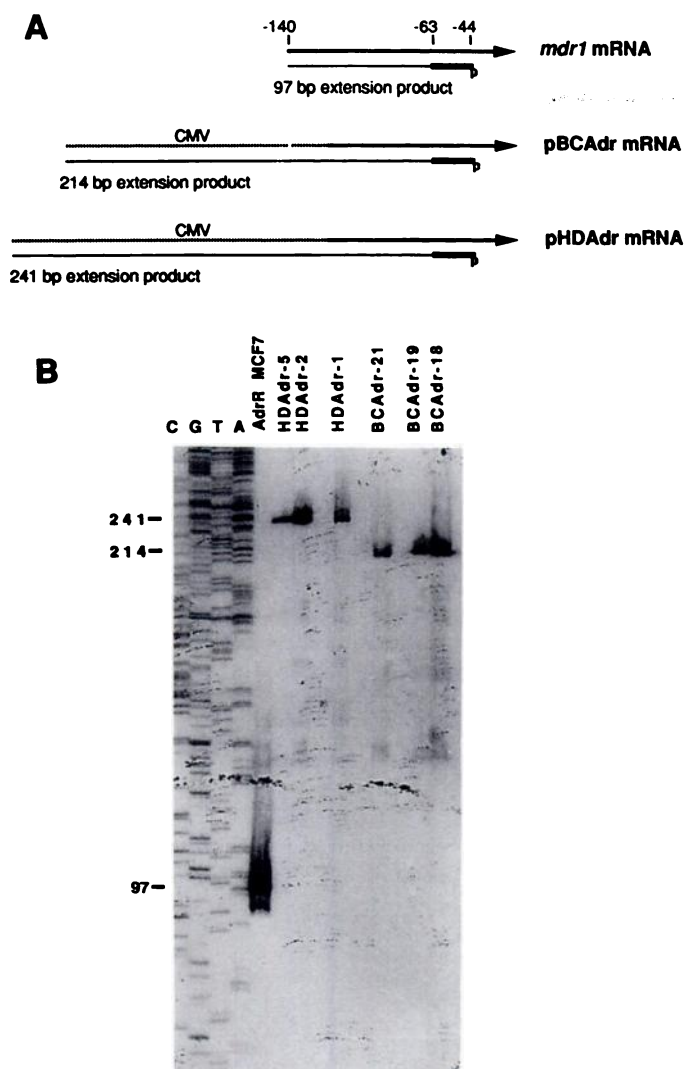 A
-140 -63 -44
mdr1 mRNA
p
97 bp extension product
CMV
pBCAdr mRNA
p
214 bp extension product
CMV
pHDAdr mRNA
p
241 bp extension product
B
C G T A AdrR MCF7 HDAdr-5 HDAdr-2 HDAdr-1 BCAdr-21 BCAdr-19 BCAdr-18
241
214
97